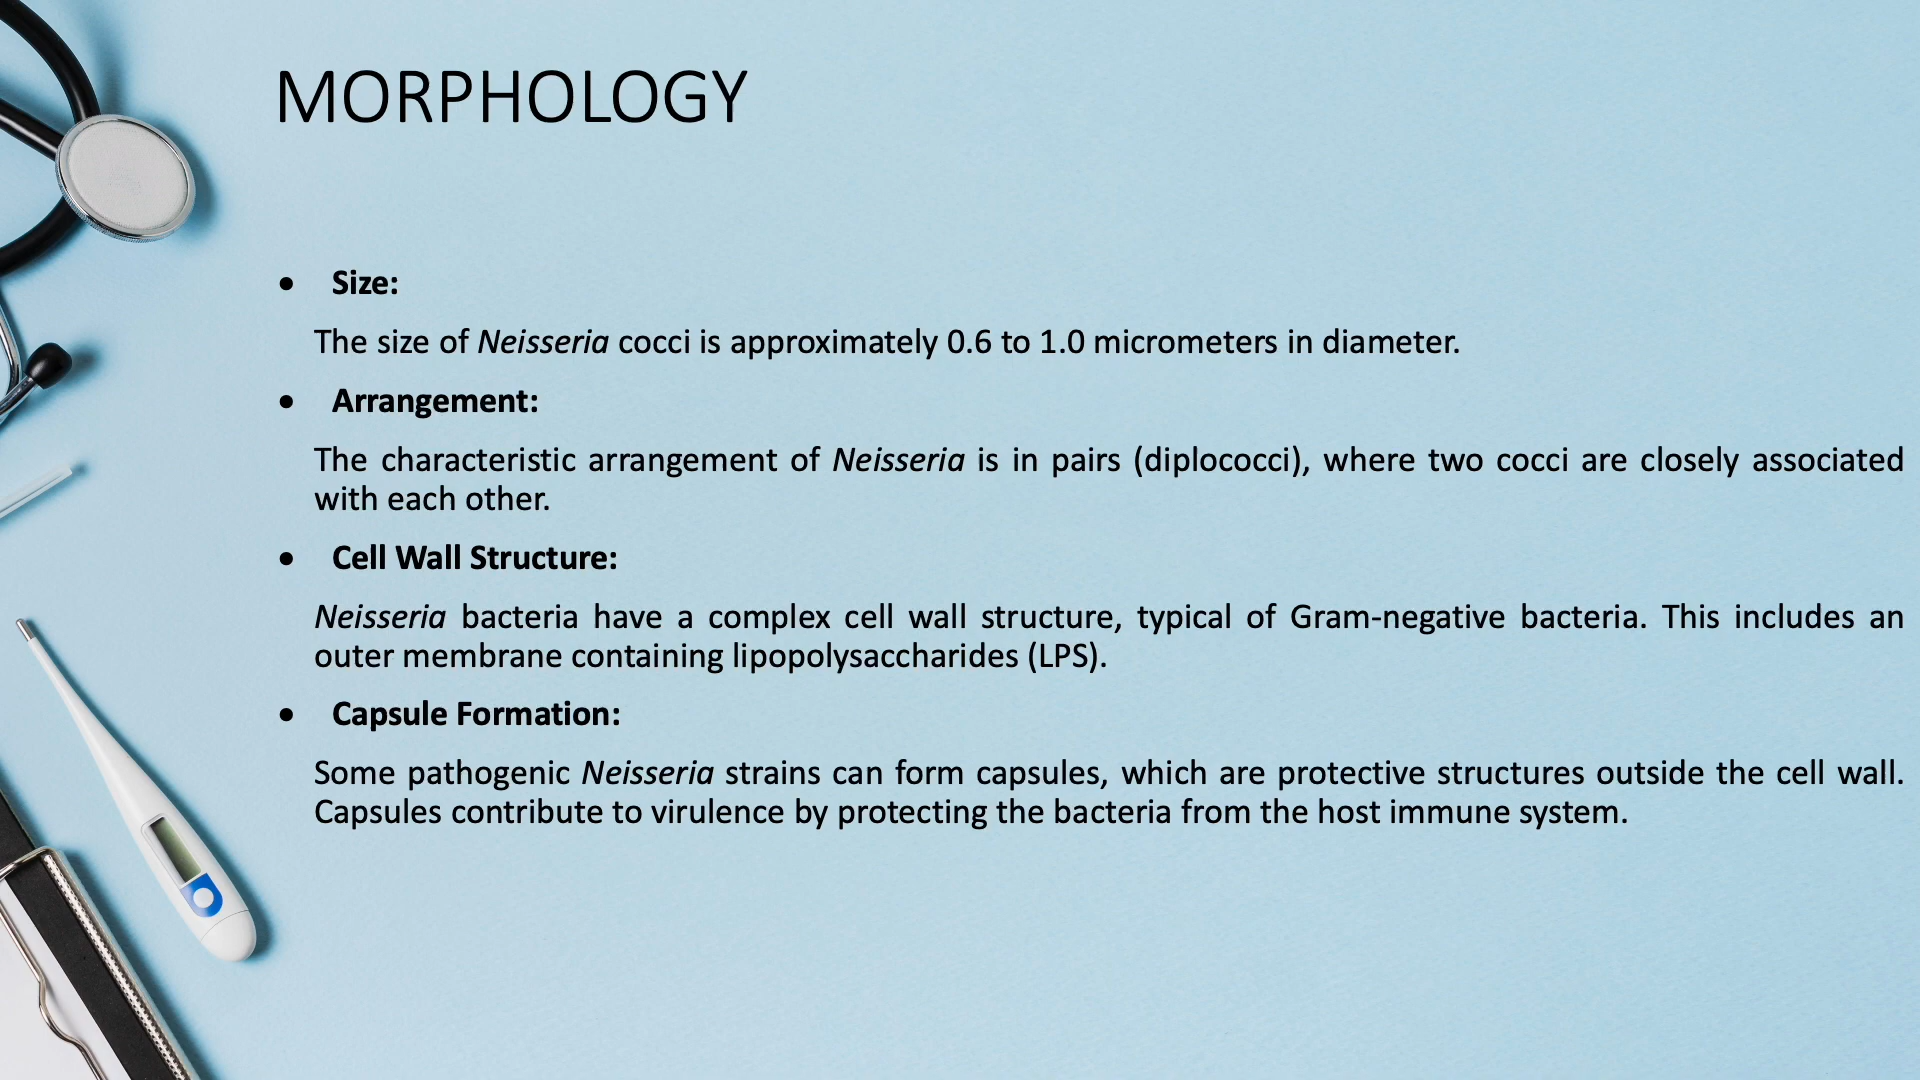 MORPHOLOGY
• Size:
The size of Neisseria cocci is approximately 0.6 to 1.0 micrometers in diameter.
• Arrangement:
The characteristic arrangement of Neisseria is in pairs (diplococci), where two cocci are closely associated
with each other.
• Cell Wall Structure:
Neisseria bacteria have a complex cell wall structure, typical of Gram-negative bacteria. This includes an
outer membrane containing lipopolysaccharides (LPS).
• Capsule Formation:
Some pathogenic Neisseria strains can form capsules, which are protective structures outside the cell wall.
Capsules contribute to virulence by protecting the bacteria from the host immune system.